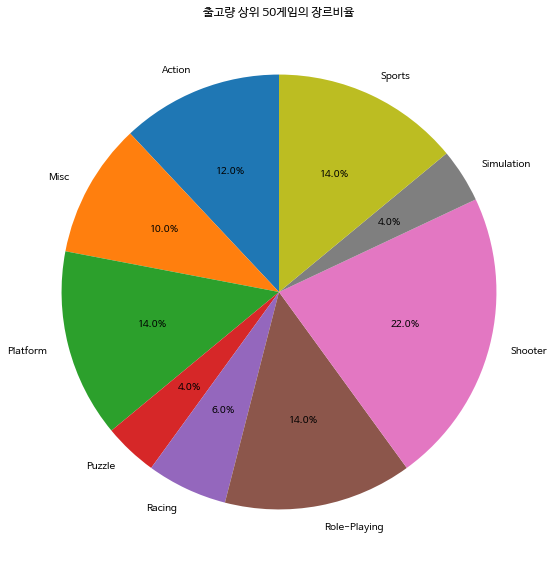 출고량 상위 50게임의 장르비율
Action
12.0%
Misc
10.0%
Platform
14.0%
Puzzle
4.0%
Racing
6.0%
Role-Playing
14.0%
Shooter
22.0%
Simulation
4.0%
Sports
14.0%